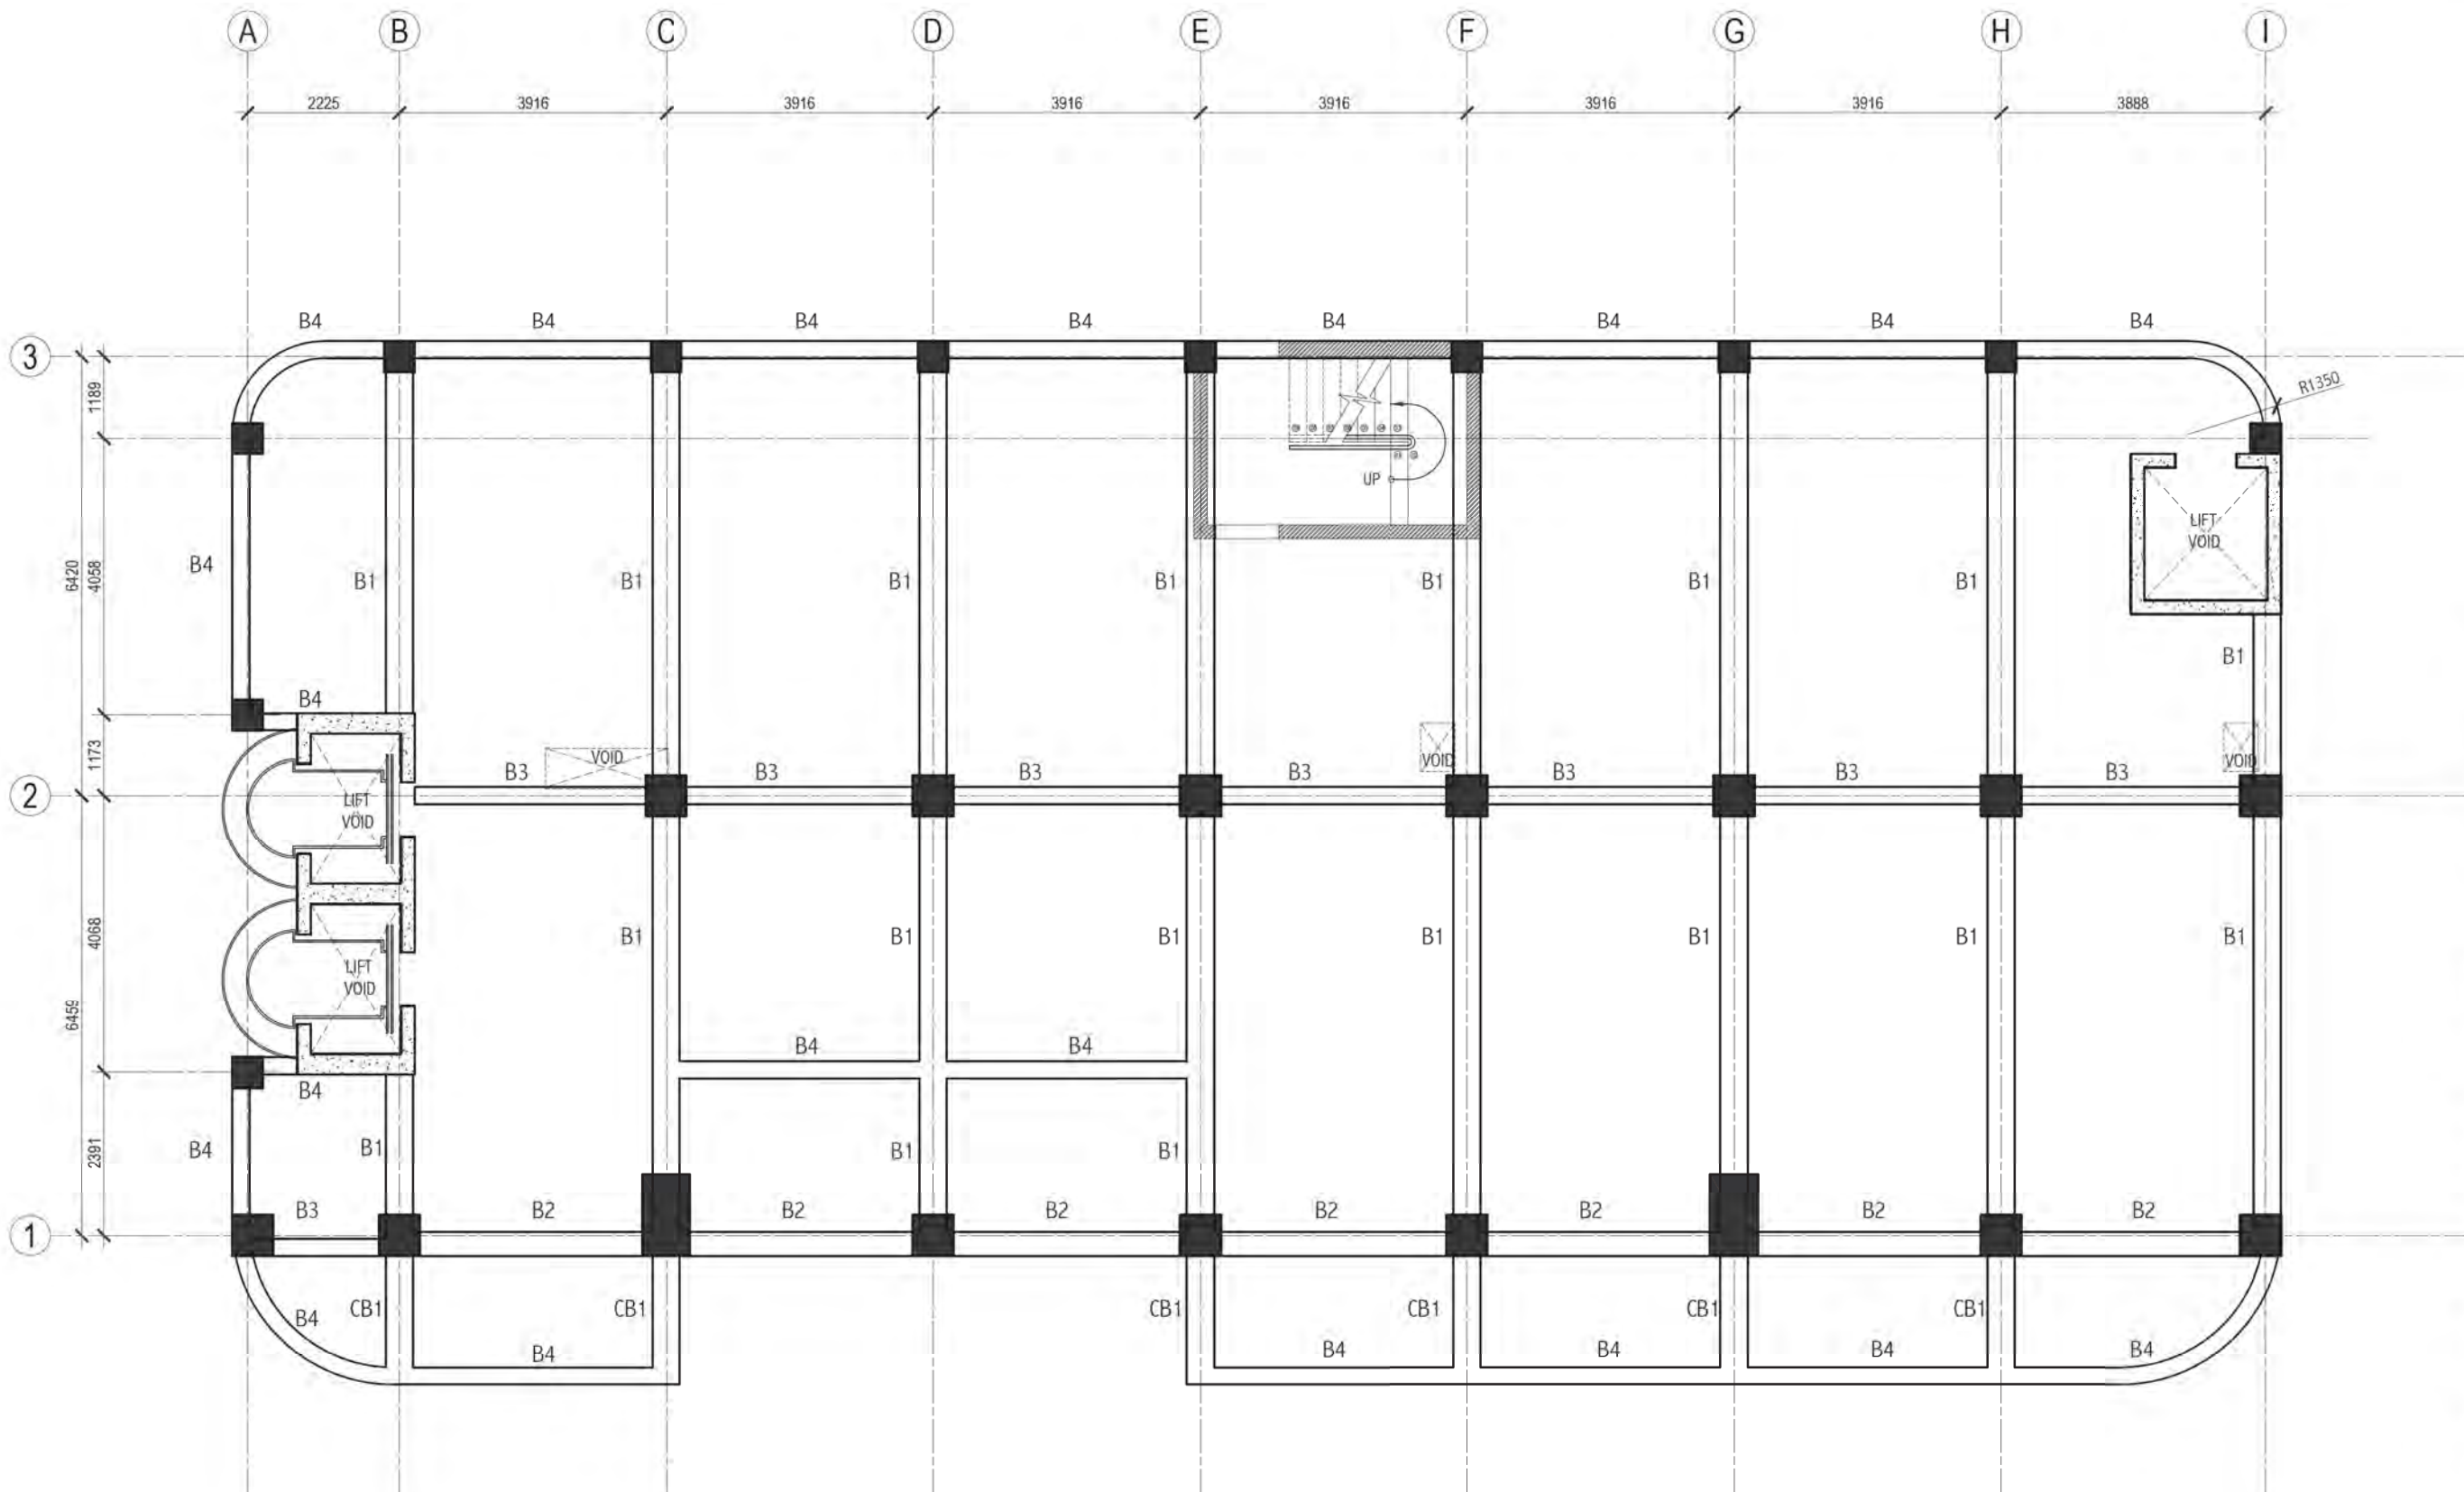 A B C D E F G H I
2225 3916 3916 3916 3916 3916 3916 3888
B4 B4 B4 B4 B4 B4 B4 B4
3
1189
R1350
UP
LIFT
VOID
6420
4058
B4 B1 B1 B1 B1 B1 B1 B1
B1
B4
1173
VOID
VOID
VOID
B3 B3 B3 B3 B3 B3 B3
2
LIFT
VOID
4068
B1 B1 B1 B1 B1 B1 B1
LIFT
VOID
6459
B4 B4
B4
2391
B4 B1 B1 B1
B3 B2 B2 B2 B2 B2 B2 B2
1
B4 CB1 CB1 CB1 CB1 CB1 CB1
B4 B4 B4 B4 B4